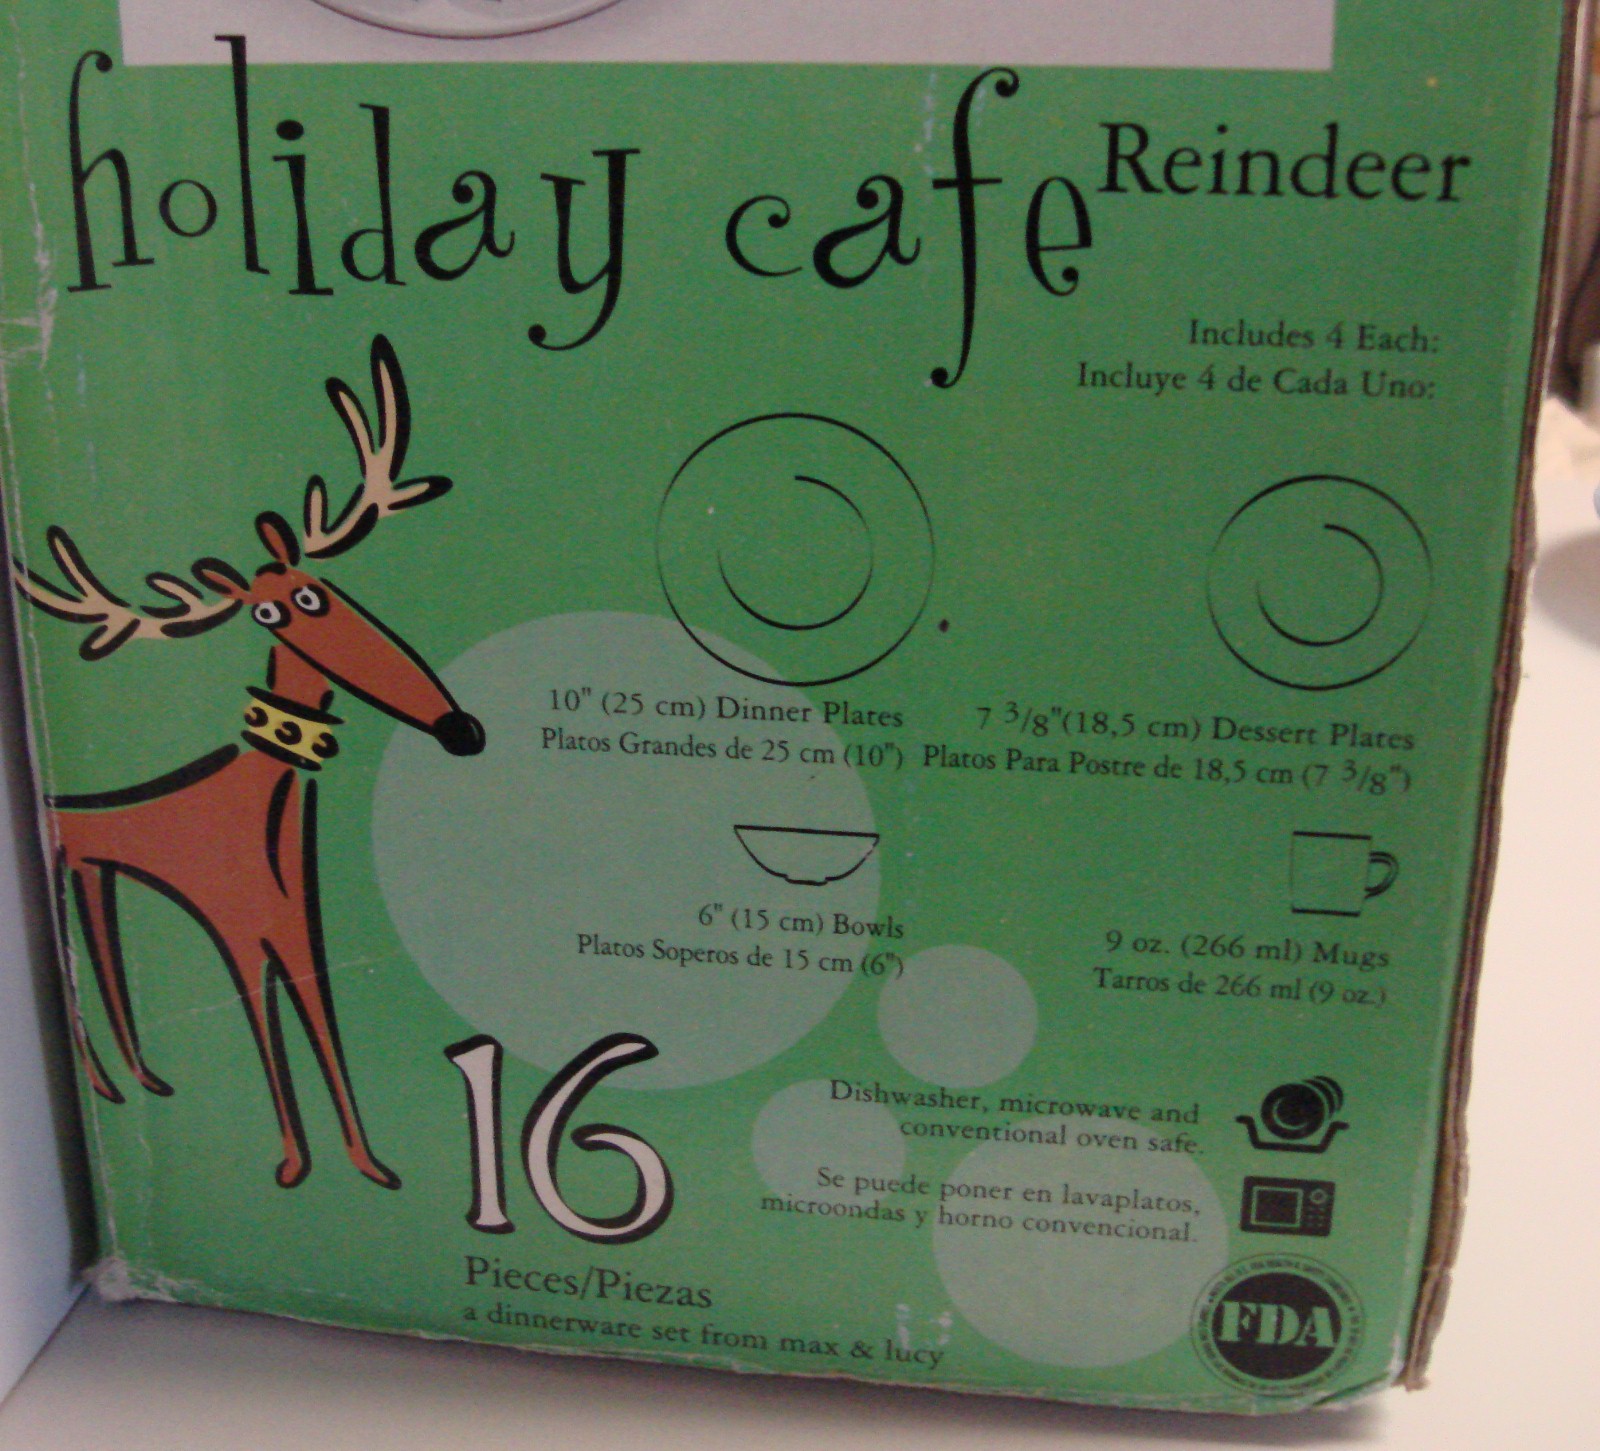 holiday cafe Reindeer
Includes 4 Each:
Incluye 4 de Cada Uno:
10" (25 cm) Dinner Plates
Platos Grandes de 25 cm (10")
7 3/8"(18,5 cm) Dessert Plates
Platos Para Postre de 18,5 cm (7 3/8")
6" (15 cm) Bowls
Platos Soperos de 15 cm (6")
9 oz. (266 ml) Mugs
Tarros de 266 ml (9 oz.)
16
Pieces/Piezas
a dinnerware set from max & lucy
Dishwasher, microwave and
conventional oven safe.
Se puede poner en lavaplatos,
microondas y horno convencional.
FDA